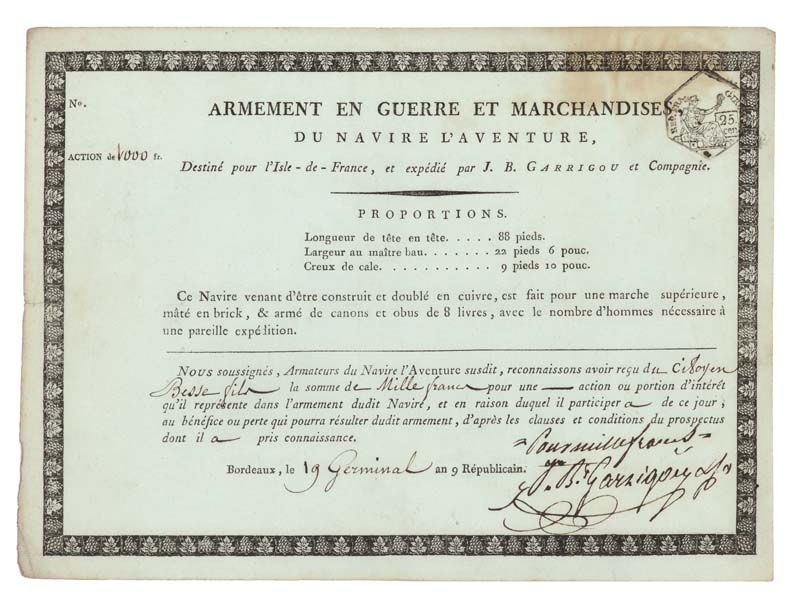 ARMEMENT EN GUERRE ET MARCHANDISES,
DU NAVIRE L'AVENTURE,
Destiné pour l'Isle-de-France, et expédié par J. B. GARRIGOU et Compagnie.
No.
ACTION de 1000 fr.
25
CEN
PROPORTIONS.
Longueur de tête en tête. . . . . 88 pieds.
Largeur au maître bau. . . . . . . 22 pieds 6 pouc.
Creux de cale. . . . . . . . . . . 9 pieds 10 pouc.
Ce Navire venant d'être construit et doublé en cuivre, est fait pour une marche supérieure,
mâté en brick, & armé de canons et obus de 8 livres, avec le nombre d'hommes nécessaire à
une pareille expédition.
NOUS soussignés, Armateurs du Navire l'Aventure susdit, reconnaissons avoir reçu du Citoyen
Besse fils la somme de Mille francs pour une — action ou portion d'intérêt
qu'il représente dans l'armement dudit Navire, et en raison duquel il participera de ce jour,
au bénéfice ou perte qui pourra résulter dudit armement, d'après les clauses et conditions du prospectus
dont il a pris connaissance.
= Pour mille francs =
Bordeaux, le 19 Germinal an 9 Républicain.
J. B. Garrigou